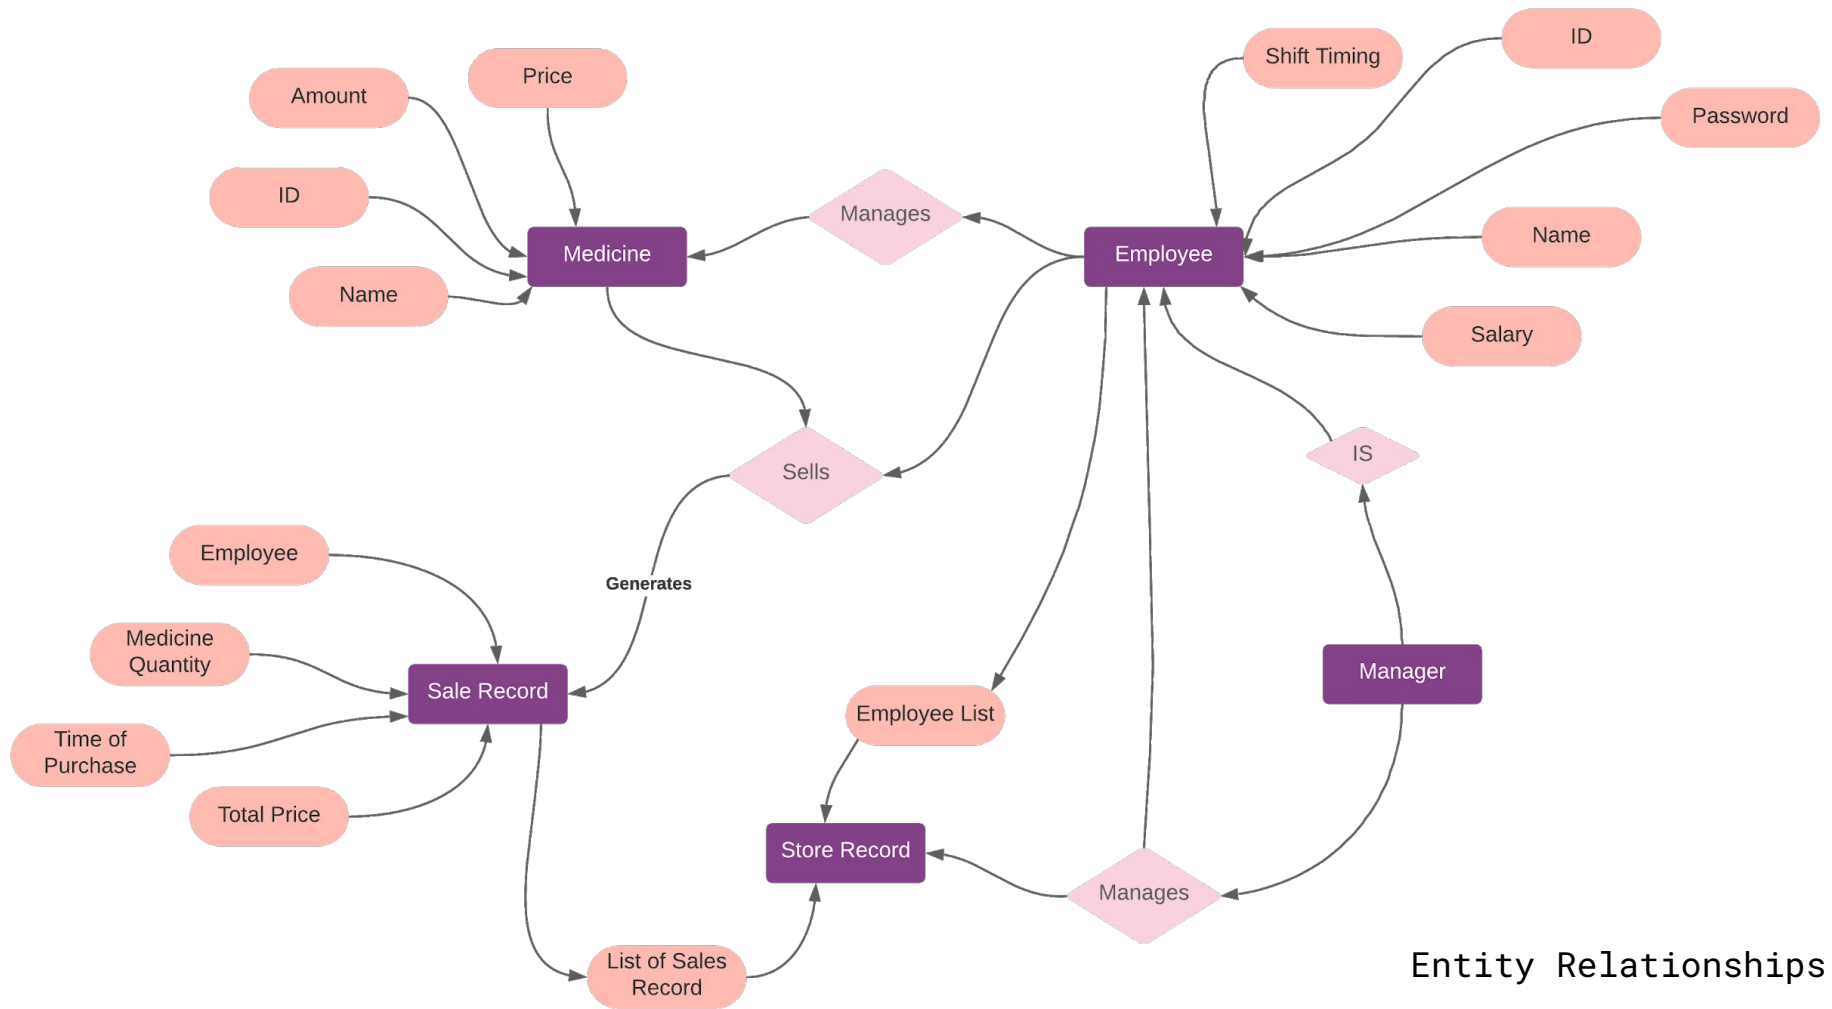 ID
Shift Timing
Price
Amount
Password
ID
Manages
Name
Medicine
Employee
Name
Salary
IS
Sells
Employee
Generates
Medicine
Quantity
Manager
Sale Record
Employee List
Time of
Purchase
Total Price
Store Record
Manages
List of Sales
Record
Entity Relationships